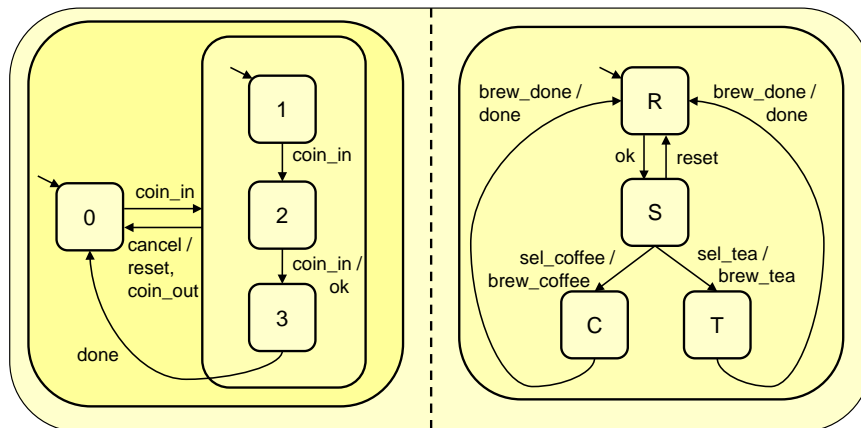 1
coin_in
coin_in
0
2
cancel /
reset,
coin_out
coin_in /
ok
3
done
brew_done /
done
R
brew_done /
done
ok
reset
S
sel_coffee /
brew_coffee
sel_tea /
brew_tea
C
T